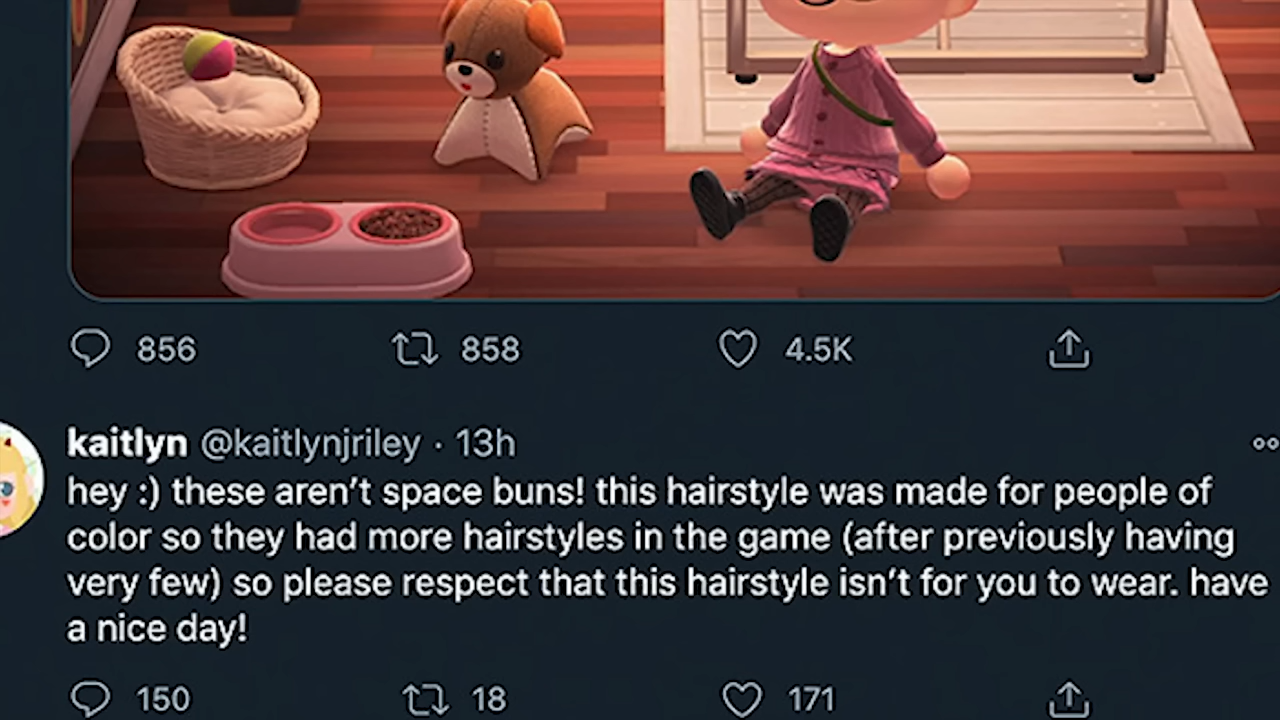 856 858 4.5K
kaitlyn @kaitlynjriley · 13h
hey :) these aren’t space buns! this hairstyle was made for people of
color so they had more hairstyles in the game (after previously having
very few) so please respect that this hairstyle isn’t for you to wear. have
a nice day!
150 18 171